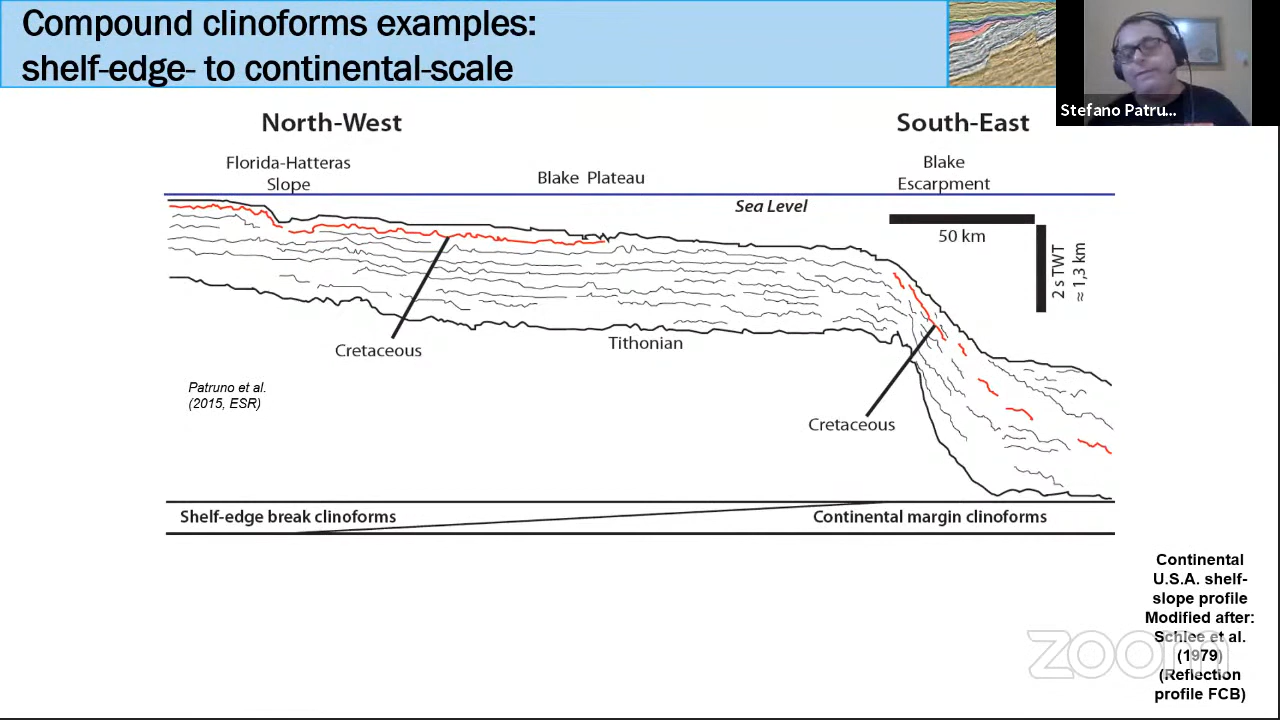 Compound clinoforms examples:
shelf-edge- to continental-scale
Stefano Patru...
North-West
South-East
Florida-Hatteras
Slope
Blake Plateau
Blake
Escarpment
Sea Level
50 km
2 s TWT
≈ 1,3 km
Cretaceous
Tithonian
Patruno et al.
(2015, ESR)
Cretaceous
Shelf-edge break clinoforms
Continental margin clinoforms
Continental
U.S.A. shelf-
slope profile
Modified after:
Schlee et al.
(1979)
(Reflection
profile FCB)
zoom